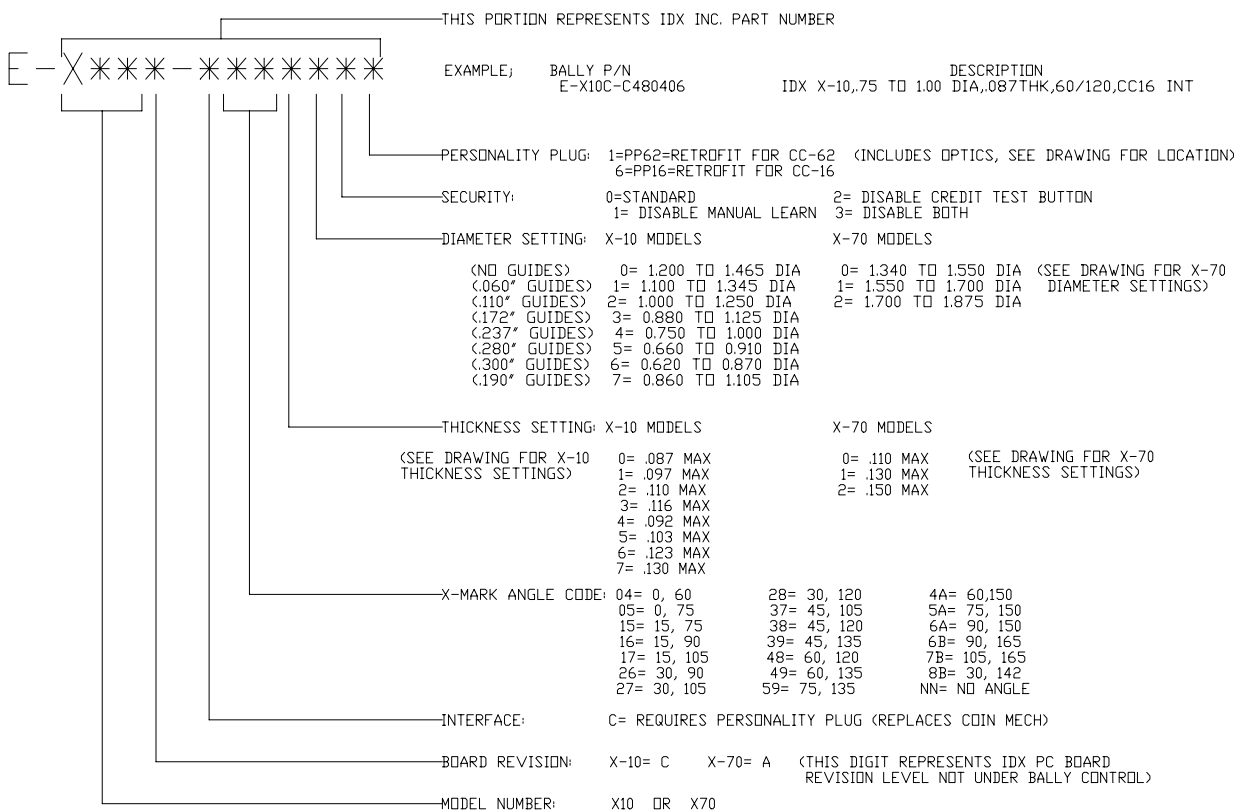 THIS PORTION REPRESENTS IDX INC. PART NUMBER
E-X***-*******
EXAMPLE; BALLY P/N DESCRIPTION
E-X10C-C480406 IDX X-10,.75 TO 1.00 DIA,.087THK,60/120,CC16 INT
PERSONALITY PLUG: 1=PP62=RETROFIT FOR CC-62 (INCLUDES OPTICS, SEE DRAWING FOR LOCATION)
6=PP16=RETROFIT FOR CC-16
SECURITY: 0=STANDARD 2= DISABLE CREDIT TEST BUTTON
1= DISABLE MANUAL LEARN 3= DISABLE BOTH
DIAMETER SETTING: X-10 MODELS X-70 MODELS
(NO GUIDES) 0= 1.200 TO 1.465 DIA 0= 1.340 TO 1.550 DIA (SEE DRAWING FOR X-70
(.060" GUIDES) 1= 1.100 TO 1.345 DIA 1= 1.550 TO 1.700 DIA DIAMETER SETTINGS)
(.110" GUIDES) 2= 1.000 TO 1.250 DIA 2= 1.700 TO 1.875 DIA
(.172" GUIDES) 3= 0.880 TO 1.125 DIA
(.237" GUIDES) 4= 0.750 TO 1.000 DIA
(.280" GUIDES) 5= 0.660 TO 0.910 DIA
(.300" GUIDES) 6= 0.620 TO 0.870 DIA
(.190" GUIDES) 7= 0.860 TO 1.105 DIA
THICKNESS SETTING: X-10 MODELS X-70 MODELS
(SEE DRAWING FOR X-10 0= .087 MAX 0= .110 MAX (SEE DRAWING FOR X-70
THICKNESS SETTINGS) 1= .097 MAX 1= .130 MAX THICKNESS SETTINGS)
2= .110 MAX 2= .150 MAX
3= .116 MAX
4= .092 MAX
5= .103 MAX
6= .123 MAX
7= .130 MAX
X-MARK ANGLE CODE: 04= 0, 60 28= 30, 120 4A= 60,150
05= 0, 75 37= 45, 105 5A= 75, 150
15= 15, 75 38= 45, 120 6A= 90, 150
16= 15, 90 39= 45, 135 6B= 90, 165
17= 15, 105 48= 60, 120 7B= 105, 165
26= 30, 90 49= 60, 135 8B= 30, 142
27= 30, 105 59= 75, 135 NN= NO ANGLE
INTERFACE: C= REQUIRES PERSONALITY PLUG (REPLACES COIN MECH)
BOARD REVISION: X-10= C X-70= A (THIS DIGIT REPRESENTS IDX PC BOARD
REVISION LEVEL NOT UNDER BALLY CONTROL)
MODEL NUMBER: X10 OR X70